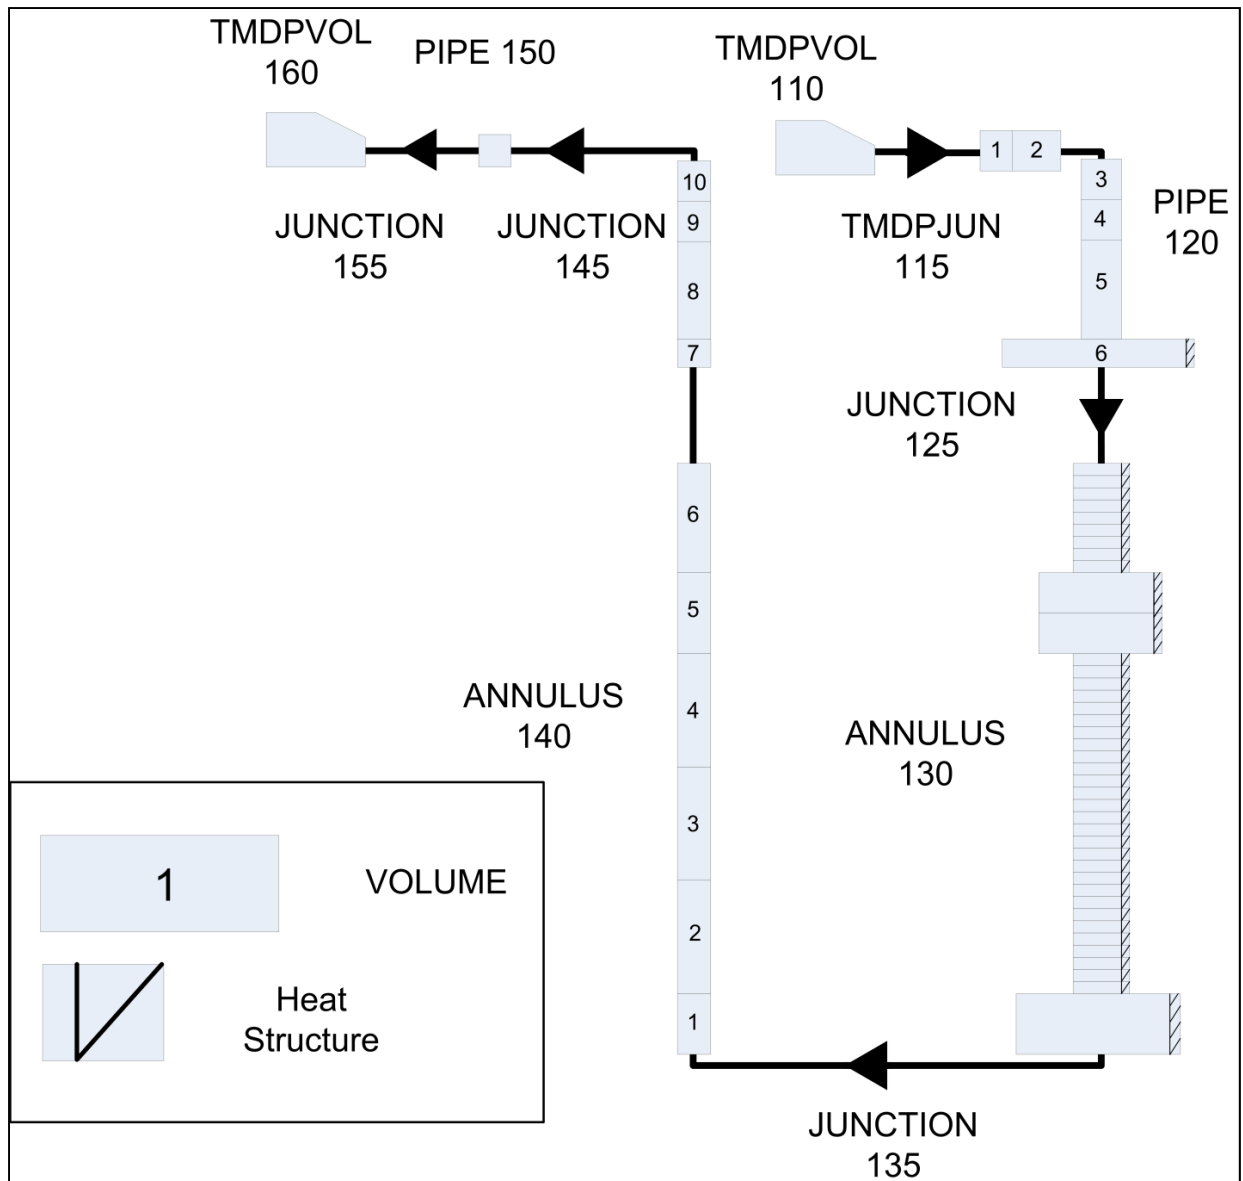 TMDPVOL
160
PIPE 150
TMDPVOL
110
1 2
JUNCTION
155
JUNCTION
145
TMDPJUN
115
PIPE
120
10
9
8
7
3
4
5
6
JUNCTION
125
6
5
4
3
2
1
ANNULUS
140
ANNULUS
130
1
VOLUME
Heat
Structure
JUNCTION
135